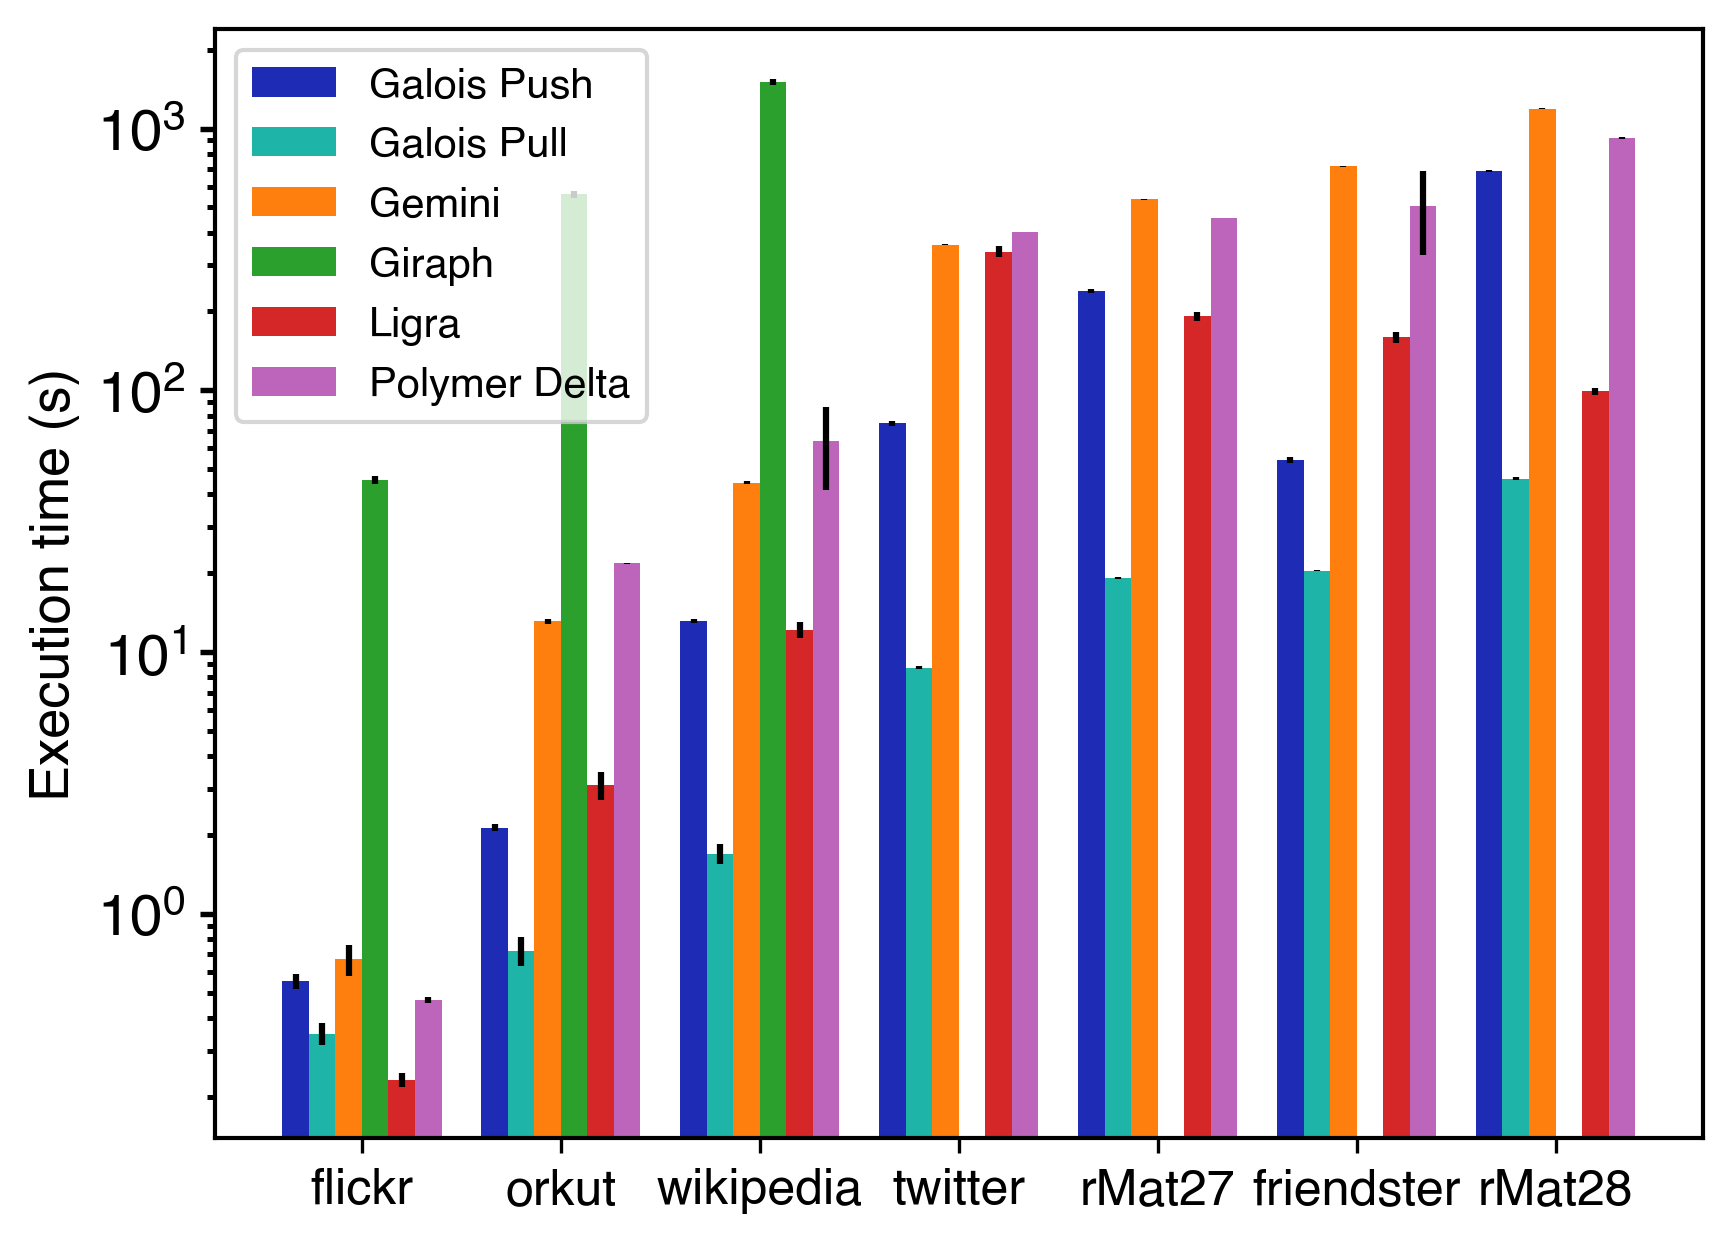 Galois Push
Galois Pull
Gemini
Giraph
Ligra
Polymer Delta
Execution time (s)
10³
10²
10¹
10⁰
flickr
orkut
wikipedia
twitter
rMat27
friendster
rMat28